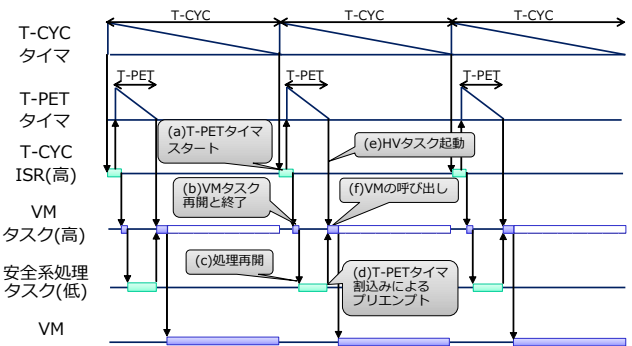 T-CYC
T-CYC
T-CYC
T-CYC
タイマ
T-PET
T-PET
T-PET
T-PET
タイマ
(a)T-PETタイマ
スタート
(e)HVタスク起動
T-CYC
ISR(高)
(b)VMタスク
再開と終了
(f)VMの呼び出し
VM
タスク(高)
(c)処理再開
(d)T-PETタイマ
割込みによる
プリエンプト
安全系処理
タスク(低)
VM